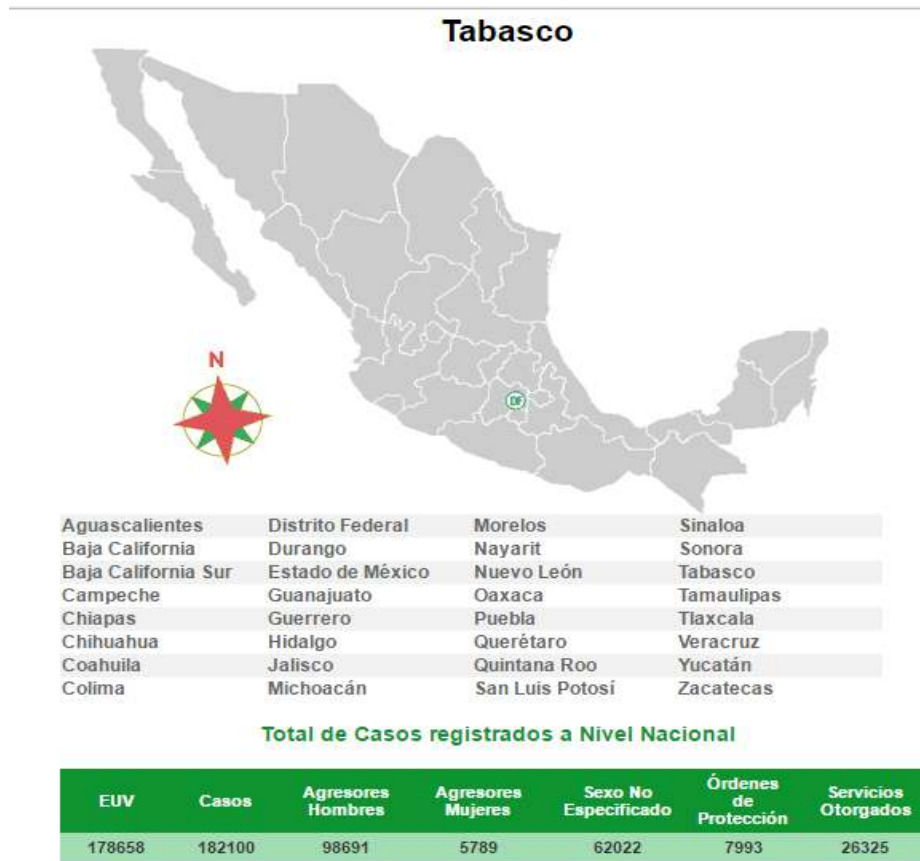 Tabasco
N
DF
Aguascalientes Distrito Federal Morelos Sinaloa
Baja California Durango Nayarit Sonora
Baja California Sur Estado de México Nuevo León Tabasco
Campeche Guanajuato Oaxaca Tamaulipas
Chiapas Guerrero Puebla Tlaxcala
Chihuahua Hidalgo Querétaro Veracruz
Coahuila Jalisco Quintana Roo Yucatán
Colima Michoacán San Luis Potosí Zacatecas
Total de Casos registrados a Nivel Nacional
EUV Casos Agresores Hombres Agresores Mujeres Sexo No Especificado Órdenes de Protección Servicios Otorgados
178658 182100 98691 5789 62022 7993 26325